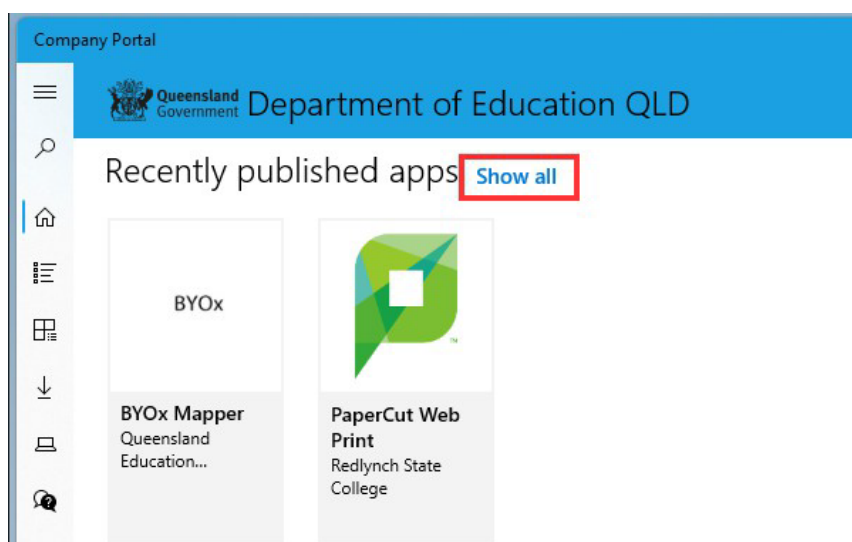 Company Portal
Queensland
Government
Department of Education QLD
Recently published apps
Show all
BYOx
BYOx Mapper
Queensland
Education...
TM
PaperCut Web
Print
Redlynch State
College